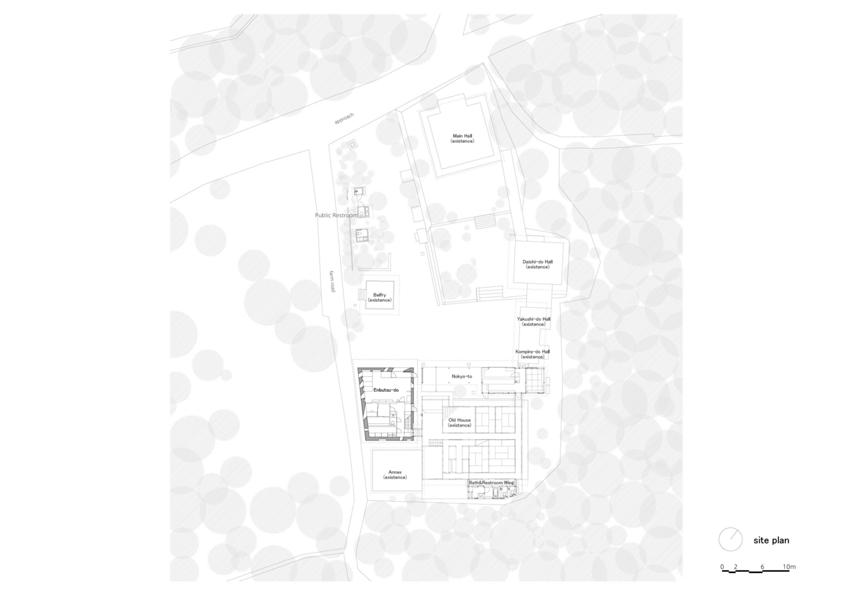 approach
Main Hall
(existence)
Public Restroom
Daishi-do Hall
(existence)
farm road
Belfry
(existence)
Yakushi-do Hall
(existence)
Kompira-do Hall
(existence)
Nokyo-to
Enbutsu-do
Old House
(existence)
Annex
(existence)
Bath&Restroom Wing
site plan
0 2 6 10m